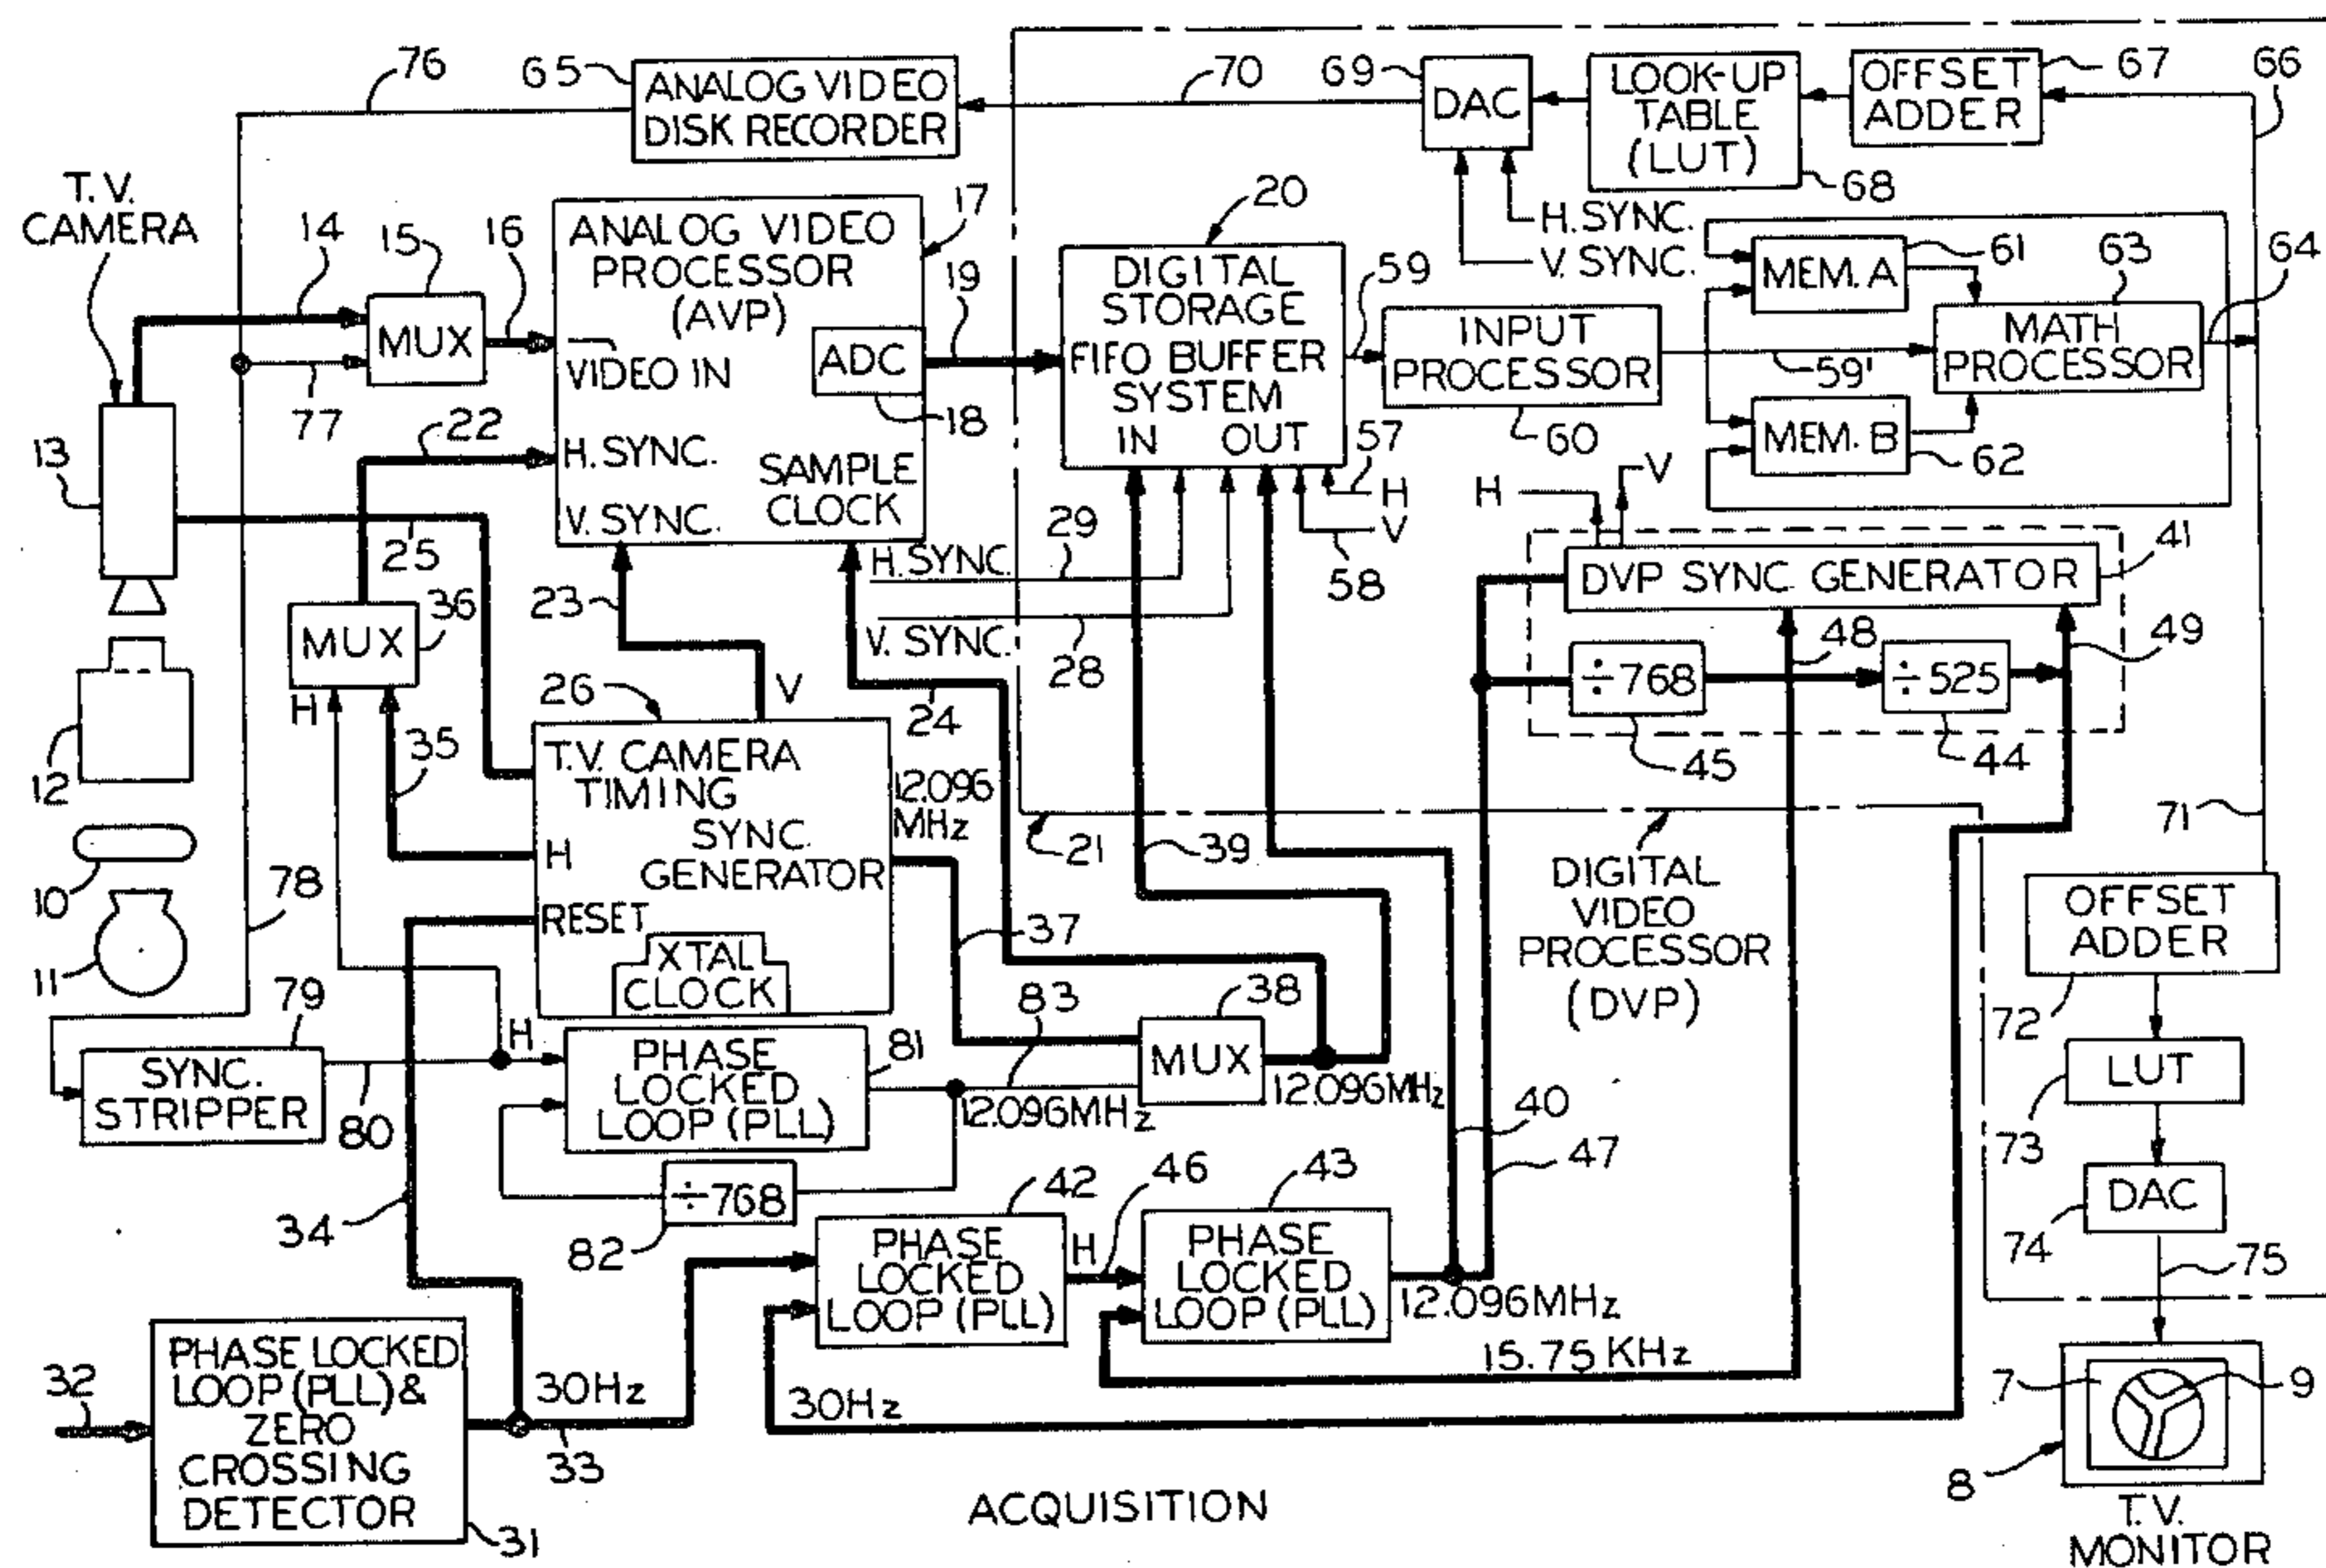 76
65
ANALOG VIDEO
DISK RECORDER
70
69
DAC
LOOK-UP
TABLE
(LUT)
68
OFFSET
ADDER
67
66
H. SYNC.
V. SYNC.
T.V.
CAMERA
14
15
MUX
16
77
ANALOG VIDEO
PROCESSOR
(AVP)
17
VIDEO IN
ADC
18
19
H. SYNC.
V. SYNC.
SAMPLE
CLOCK
20
DIGITAL
STORAGE
FIFO BUFFER
SYSTEM
IN OUT
59
INPUT
PROCESSOR
60
59'
MEM. A
61
MEM. B
62
63
MATH
PROCESSOR
64
57
H
V
58
13
22
25
MUX
36
H
35
23
V
H. SYNC.
29
V. SYNC.
28
24
H
V
DVP SYNC. GENERATOR
41
48
49
÷768
45
÷525
44
12
10
11
78
26
T.V. CAMERA
TIMING
SYNC.
GENERATOR
H
RESET
XTAL
CLOCK
12.096
MHz
37
21
39
DIGITAL
VIDEO
PROCESSOR
(DVP)
71
OFFSET
ADDER
72
LUT
73
DAC
74
75
79
SYNC.
STRIPPER
80
H
PHASE
LOCKED
LOOP (PLL)
81
83
12.096MHz
38
MUX
12.096MHz
÷768
82
34
40
47
42
PHASE
LOCKED
LOOP (PLL)
H
46
43
PHASE
LOCKED
LOOP (PLL)
12.096MHz
15.75 KHz
30Hz
32
PHASE LOCKED
LOOP (PLL) &
ZERO
CROSSING
DETECTOR
31
30Hz
33
7
9
8
T.V.
MONITOR
ACQUISITION